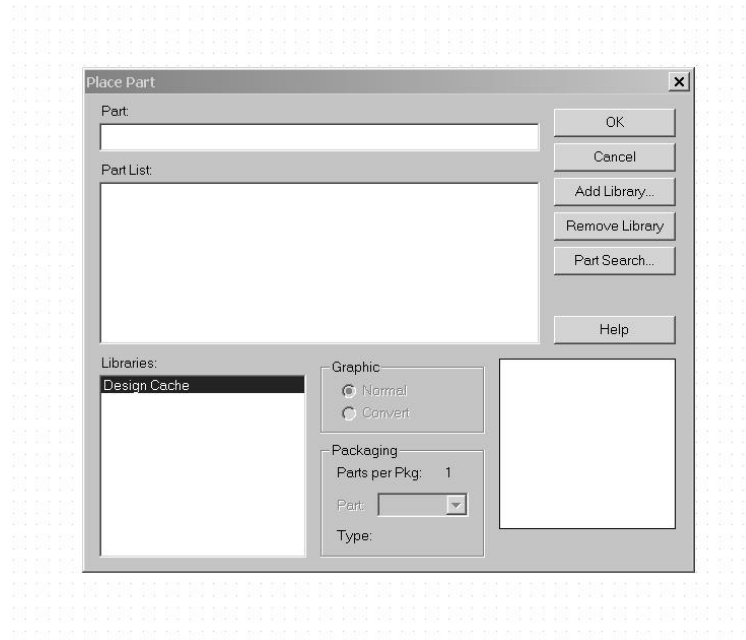 Place Part
Part:
OK
Cancel
Part List:
Add Library...
Remove Library
Part Search...
Help
Libraries:
Design Cache
Graphic
Normal
Convert
Packaging
Parts per Pkg: 1
Part:
Type: